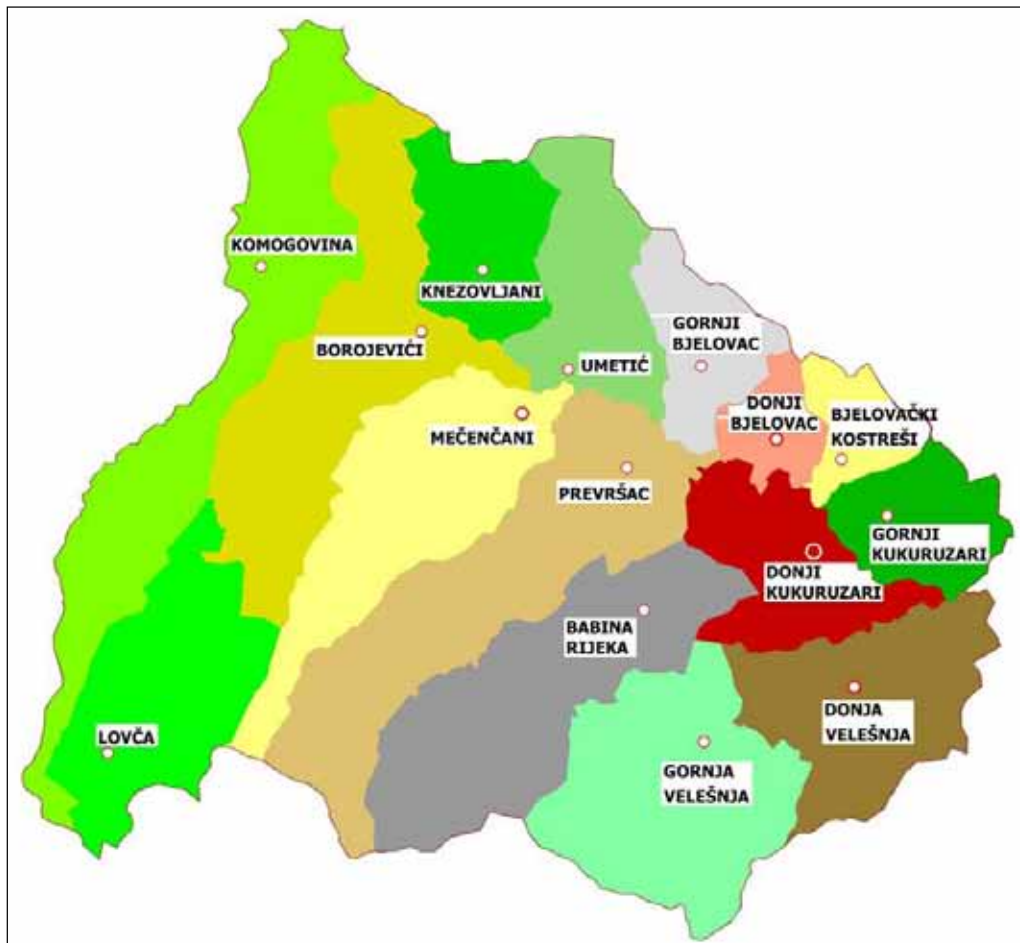 KOMOGOVINA
KNEZOVLJANI
BOROJEVIĆI
GORNJI
BJELOVAC
UMETIĆ
DONJI
BJELOVAC
BJELOVAČKI
KOSTREŠI
MEČENČANI
PREVRŠAC
GORNJI
KUKURUZARI
DONJI
KUKURUZARI
BABINA
RIJEKA
DONJA
VELEŠNJA
LOVČA
GORNJA
VELEŠNJA